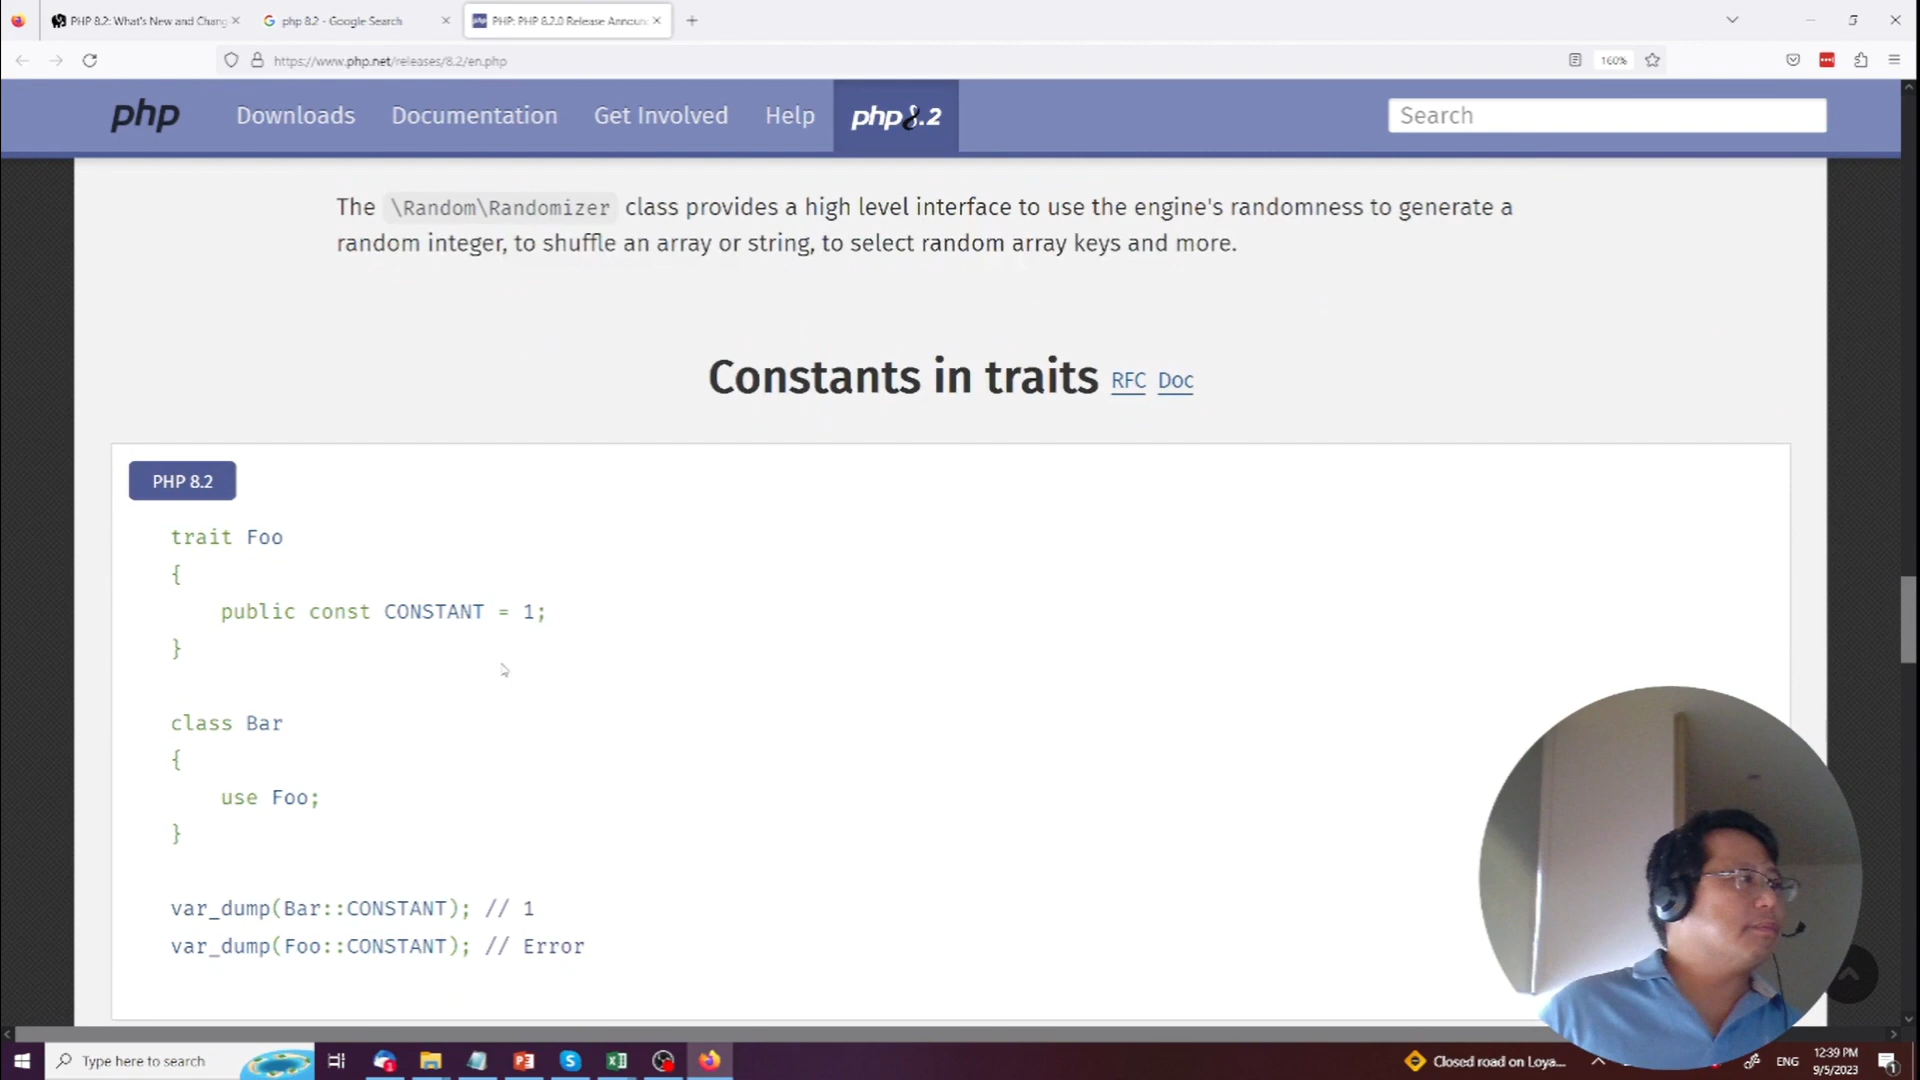 PHP 8.2: What's New and Chang
php 8.2 - Google Search
PHP: PHP 8.2.0 Release Announ
https://www.php.net/releases/8.2/en.php
160%
php
Downloads
Documentation
Get Involved
Help
php8.2
Search
The \Random\Randomizer class provides a high level interface to use the engine's randomness to generate a
random integer, to shuffle an array or string, to select random array keys and more.
Constants in traits RFC Doc
PHP 8.2
trait Foo
{
public const CONSTANT = 1;
}
class Bar
{
use Foo;
}
var_dump(Bar::CONSTANT); // 1
var_dump(Foo::CONSTANT); // Error
Type here to search
Closed road on Loya...
ENG
12:39 PM
9/5/2023